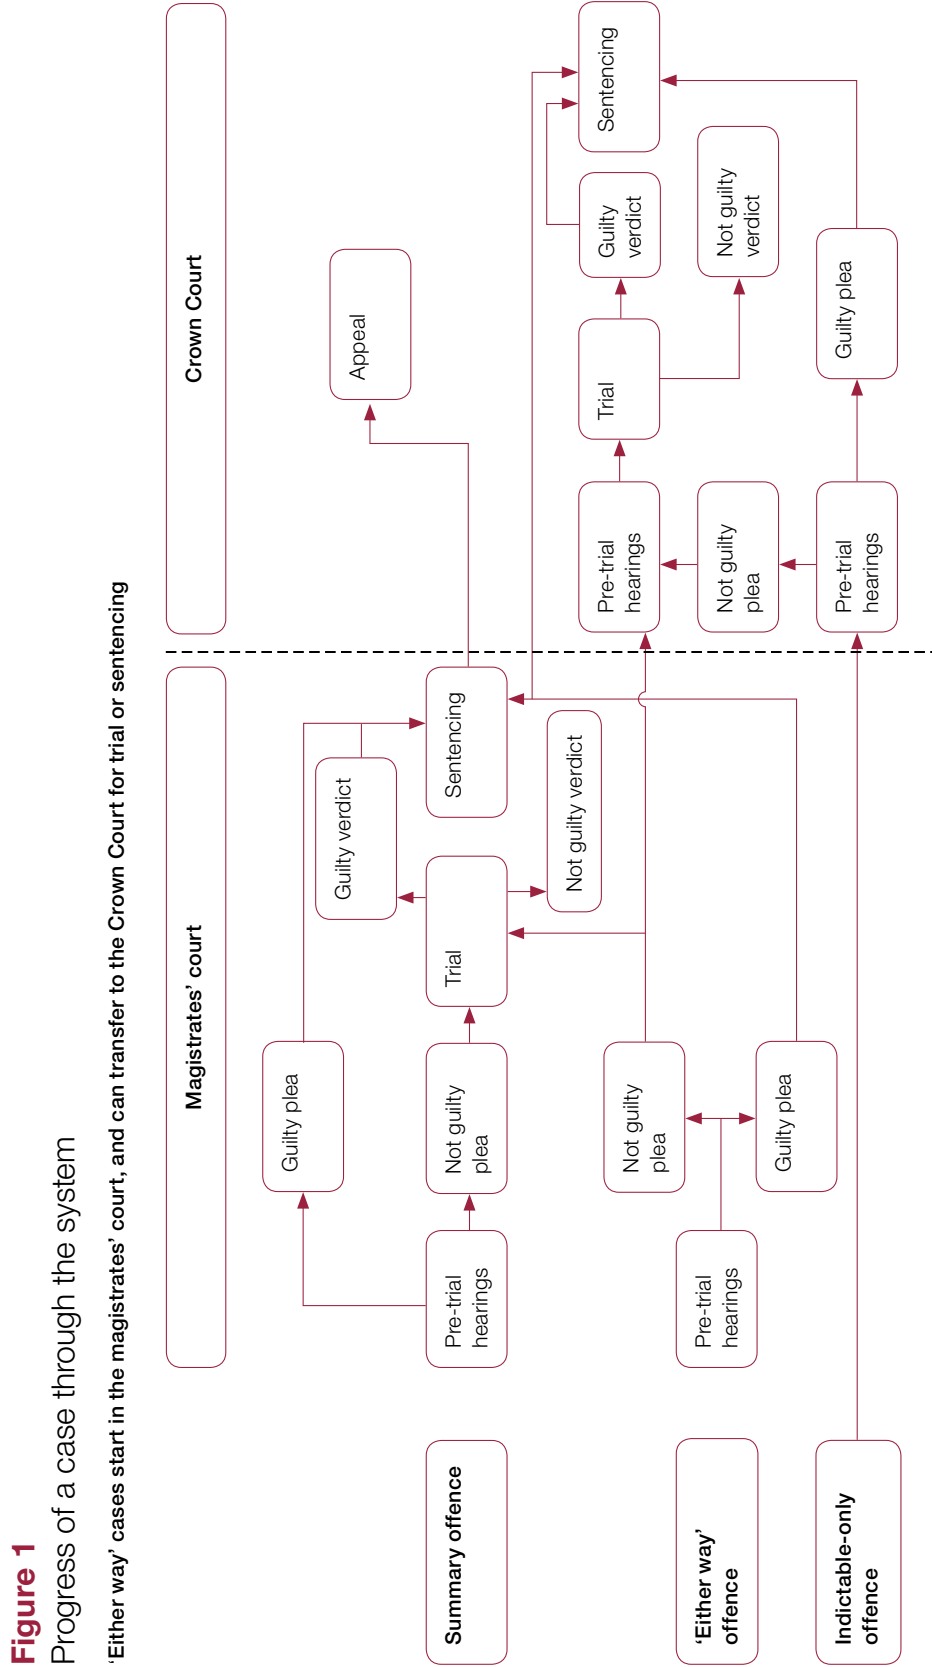 Figure 1
Progress of a case through the system
‘Either way’ cases start in the magistrates’ court, and can transfer to the Crown Court for trial or sentencing
Magistrates’ court
Crown Court
Guilty plea
Guilty verdict
Appeal
Summary offence
Pre-trial
hearings
Not guilty
plea
Trial
Sentencing
Not guilty verdict
‘Either way’
offence
Pre-trial
hearings
Not guilty
plea
Guilty plea
Pre-trial
hearings
Trial
Guilty
verdict
Sentencing
Not guilty
plea
Not guilty
verdict
Indictable-only
offence
Pre-trial
hearings
Guilty plea